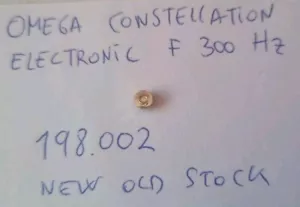 OMEGA CONSTELLATION
ELECTRONIC F 300 Hz
198.002
NEW OLD STOCK